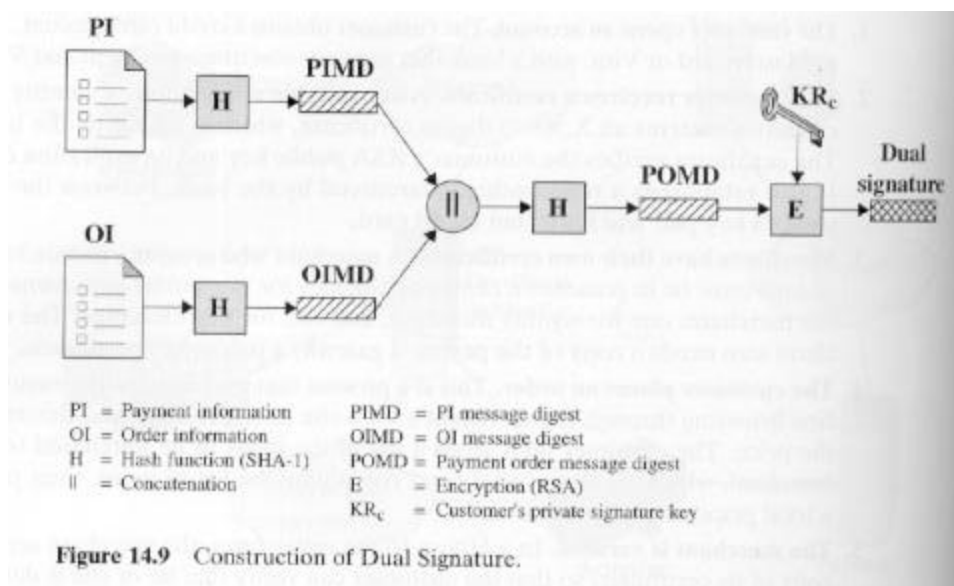 PI
PIMD
H
KRc
Dual
signature
POMD
||
H
E
OI
OIMD
H
PI = Payment information
OI = Order information
H = Hash function (SHA-1)
|| = Concatenation
PIMD = PI message digest
OIMD = OI message digest
POMD = Payment order message digest
E = Encryption (RSA)
KRc = Customer's private signature key
Figure 14.9 Construction of Dual Signature.